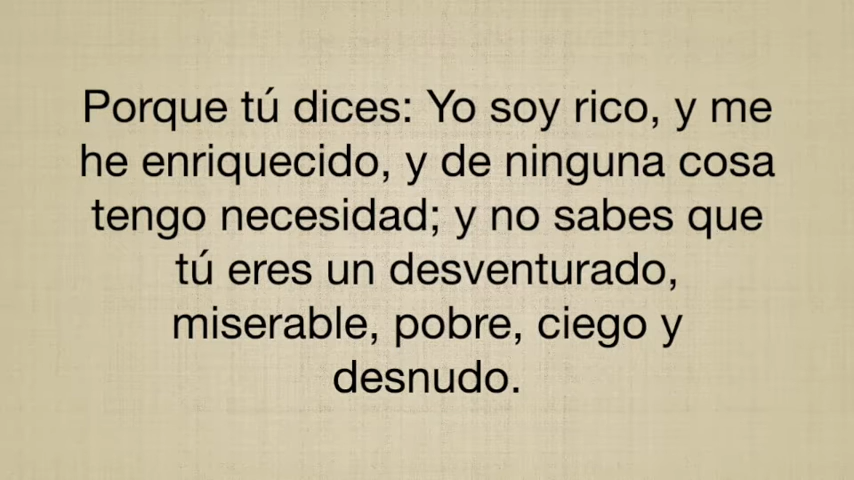 Porque tú dices: Yo soy rico, y me
he enriquecido, y de ninguna cosa
tengo necesidad; y no sabes que
tú eres un desventurado,
miserable, pobre, ciego y
desnudo.